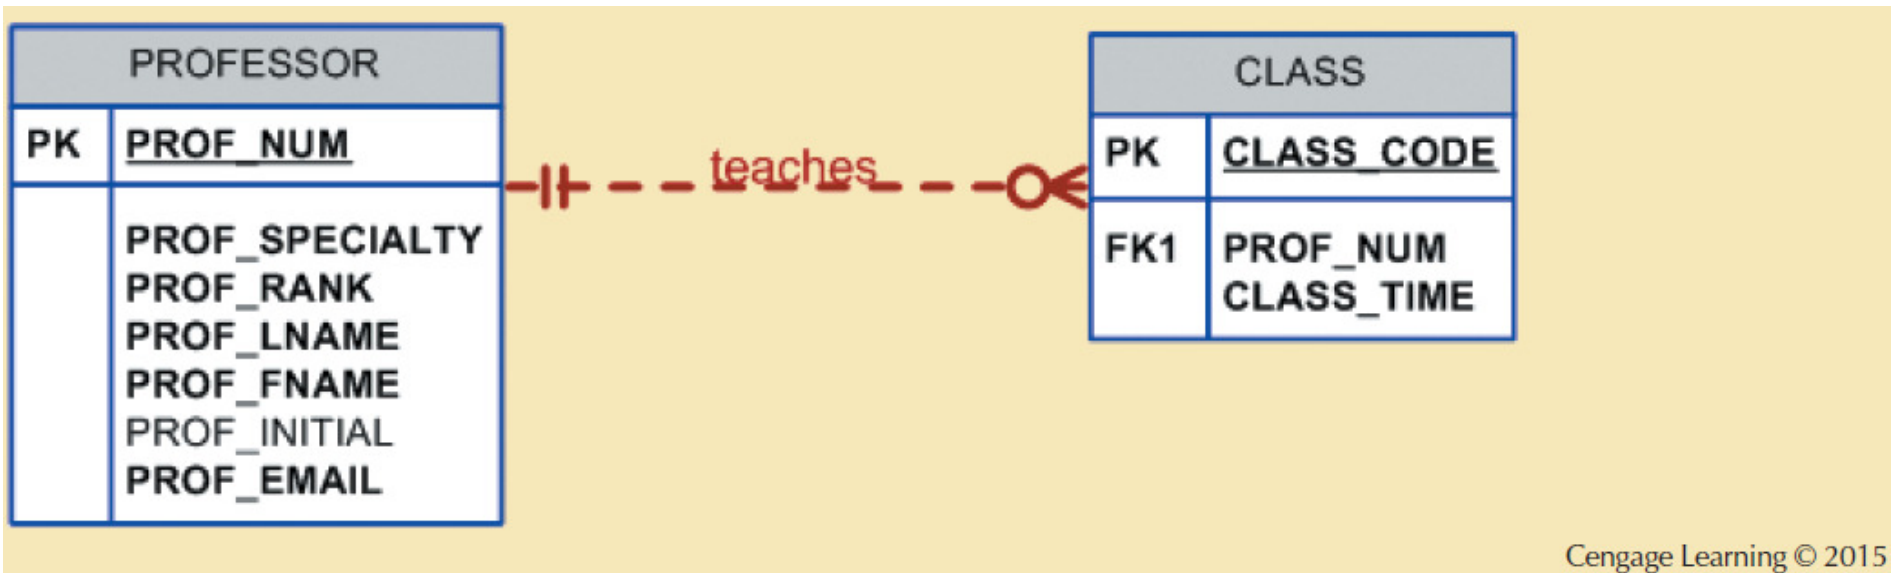 PROFESSOR
PK PROF_NUM
PROF_SPECIALTY
PROF_RANK
PROF_LNAME
PROF_FNAME
PROF_INITIAL
PROF_EMAIL
teaches
CLASS
PK CLASS_CODE
FK1 PROF_NUM
CLASS_TIME
Cengage Learning © 2015